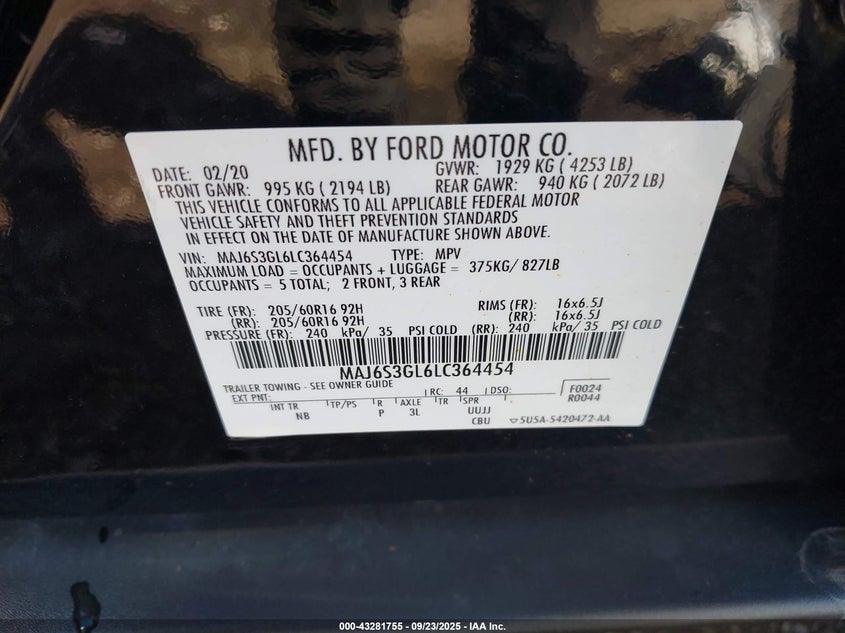 MFD. BY FORD MOTOR CO.
DATE: 02/20 GVWR: 1929 KG ( 4253 LB)
FRONT GAWR: 995 KG ( 2194 LB) REAR GAWR: 940 KG ( 2072 LB)
THIS VEHICLE CONFORMS TO ALL APPLICABLE FEDERAL MOTOR
VEHICLE SAFETY AND THEFT PREVENTION STANDARDS
IN EFFECT ON THE DATE OF MANUFACTURE SHOWN ABOVE.
VIN: MAJ6S3GL6LC364454 TYPE: MPV
MAXIMUM LOAD = OCCUPANTS + LUGGAGE = 375KG/ 827LB
OCCUPANTS = 5 TOTAL; 2 FRONT, 3 REAR
TIRE (FR): 205/60R16 92H RIMS (FR): 16x6.5J
(RR): 205/60R16 92H (RR): 16x6.5J
PRESSURE (FR): 240 kPa/ 35 PSI COLD (RR): 240 kPa/ 35 PSI COLD
MAJ6S3GL6LC364454
TRAILER TOWING - SEE OWNER GUIDE
EXT PNT: RC: 44 DSO: F0024
R0044
INT TR TP/PS R AXLE TR SPR
NB P 3L UUJJ
CBU 5U5A-5420472-AA
000-43281755 - 09/23/2025 - IAA Inc.